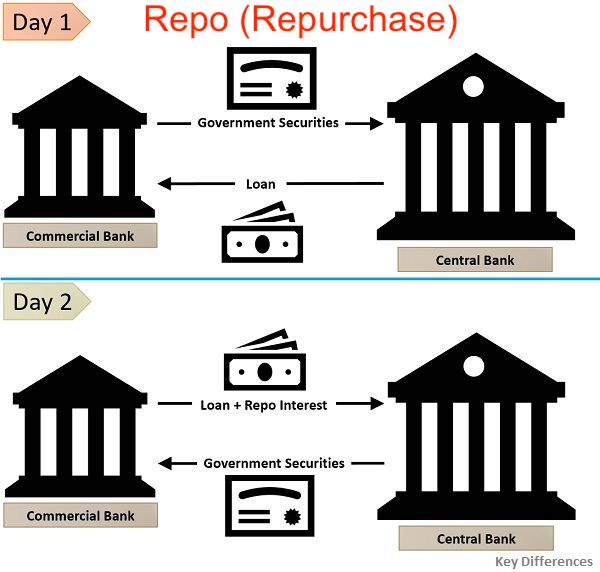 Day 1
Repo (Repurchase)
Government Securities
Loan
Commercial Bank
Central Bank
Day 2
Loan + Repo Interest
Government Securities
Commercial Bank
Central Bank
Key Differences